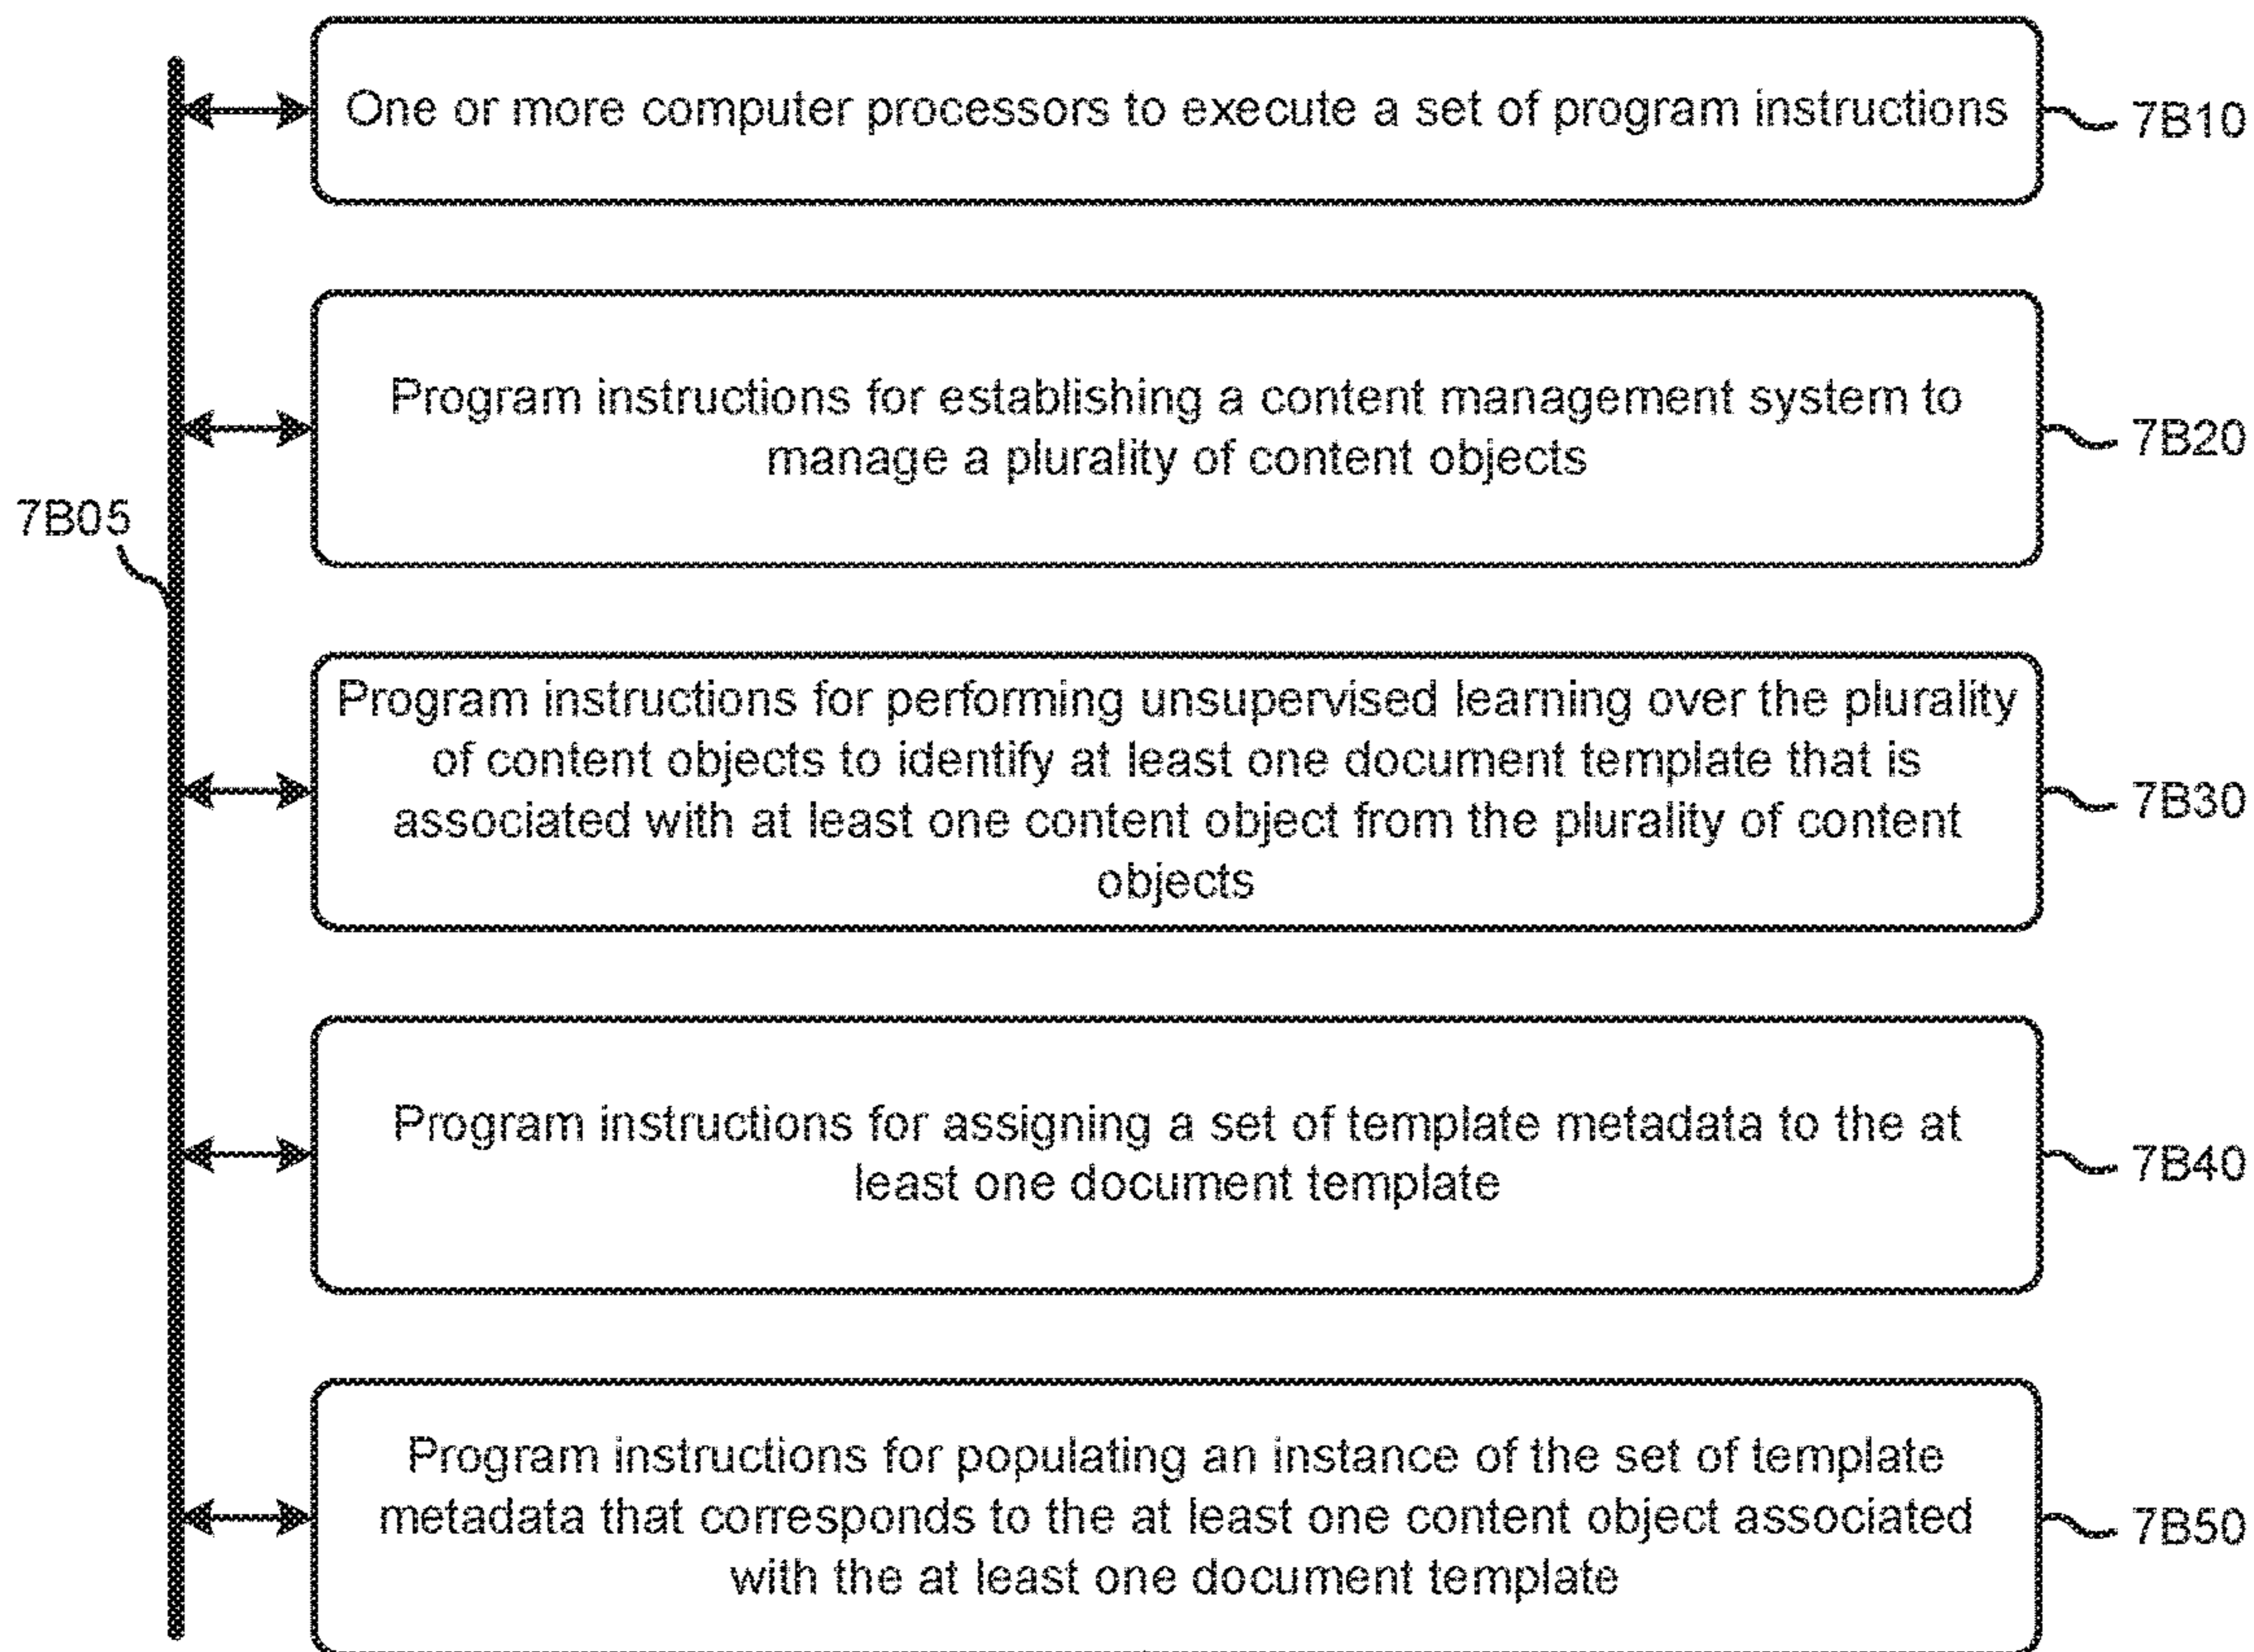 One or more computer processors to execute a set of program instructions
7B10
Program instructions for establishing a content management system to
manage a plurality of content objects
7B20
7B05
Program instructions for performing unsupervised learning over the plurality
of content objects to identify at least one document template that is
associated with at least one content object from the plurality of content
objects
7B30
Program instructions for assigning a set of template metadata to the at
least one document template
7B40
Program instructions for populating an instance of the set of template
metadata that corresponds to the at least one content object associated
with the at least one document template
7B50